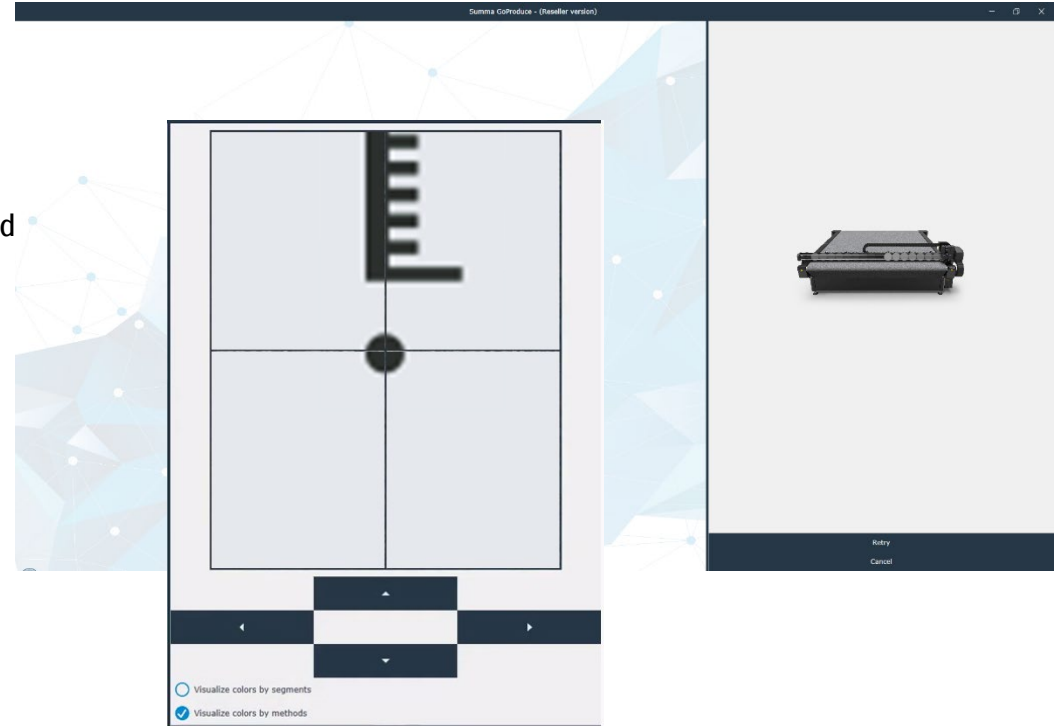 Summa GoProduce - (Reseller version)
d
Retry
Cancel
Visualize colors by segments
Visualize colors by methods